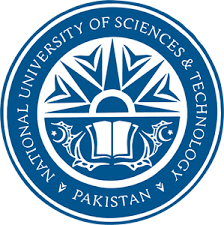 NATIONAL UNIVERSITY OF SCIENCES & TECHNOLOGY
PAKISTAN